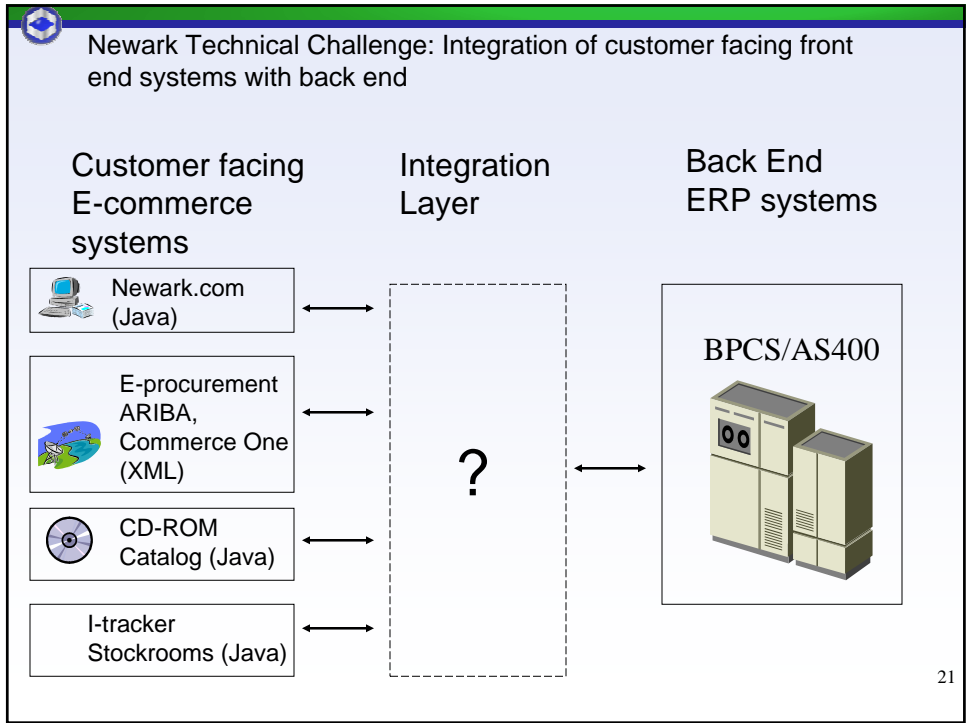 Newark Technical Challenge: Integration of customer facing front
end systems with back end
Customer facing
E-commerce
systems
Integration
Layer
Back End
ERP systems
Newark.com
(Java)
E-procurement
ARIBA,
Commerce One
(XML)
CD-ROM
Catalog (Java)
I-tracker
Stockrooms (Java)
?
BPCS/AS400
21